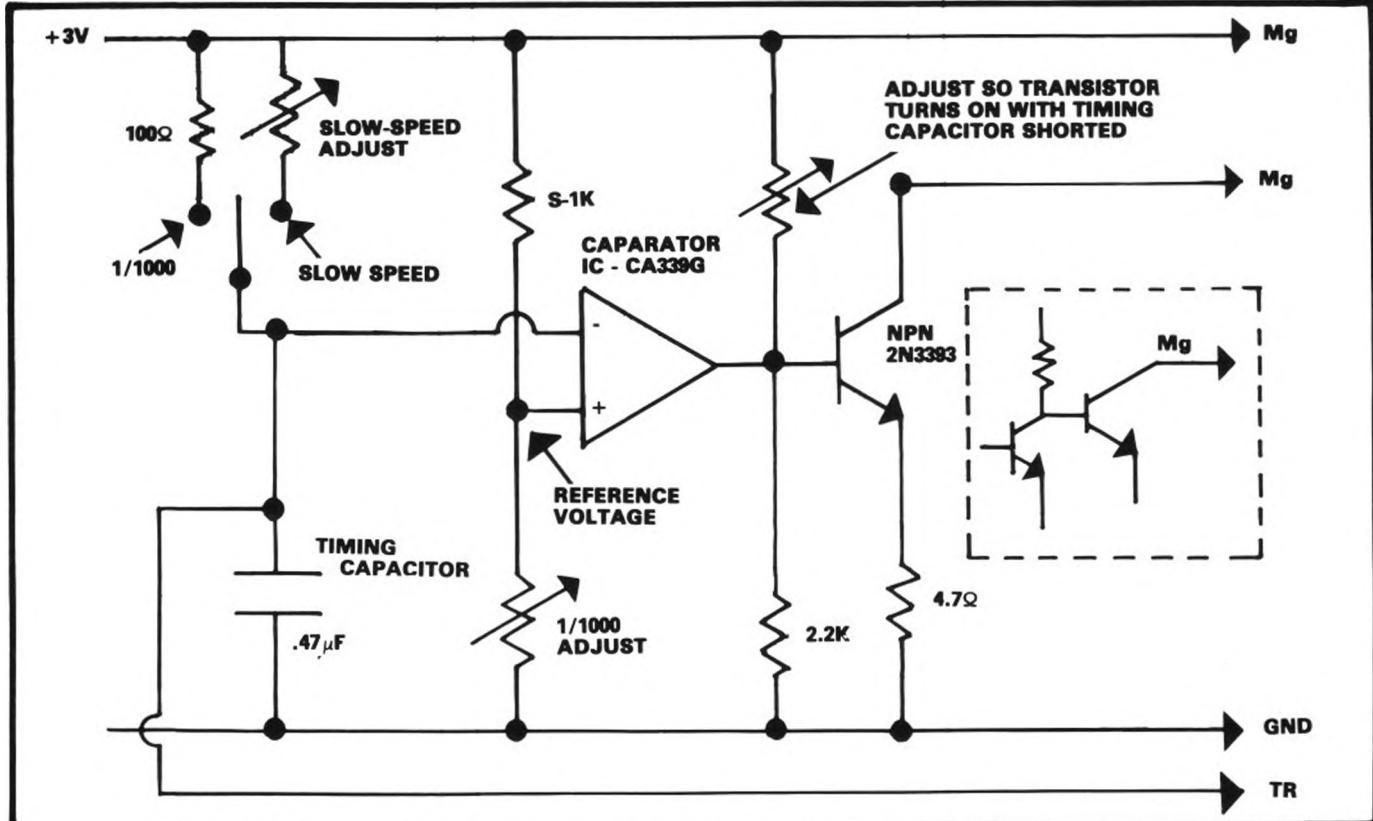 +3V
Mg
100Ω
SLOW-SPEED
ADJUST
ADJUST SO TRANSISTOR
TURNS ON WITH TIMING
CAPACITOR SHORTED
S-1K
Mg
1/1000
SLOW SPEED
CAPARATOR
IC - CA339G
-
+
NPN
2N3393
Mg
REFERENCE
VOLTAGE
TIMING
CAPACITOR
.47µF
1/1000
ADJUST
2.2K
4.7Ω
GND
TR